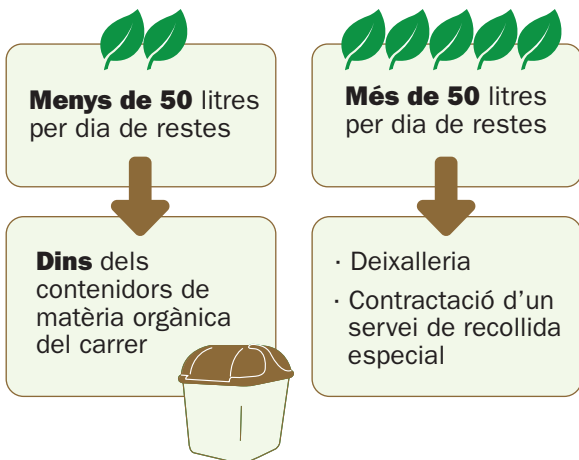 Menys de 50 litres
per dia de restes
Dins dels
contenidors de
matèria orgànica
del carrer
Més de 50 litres
per dia de restes
· Deixalleria
· Contractació d’un
servei de recollida
especial